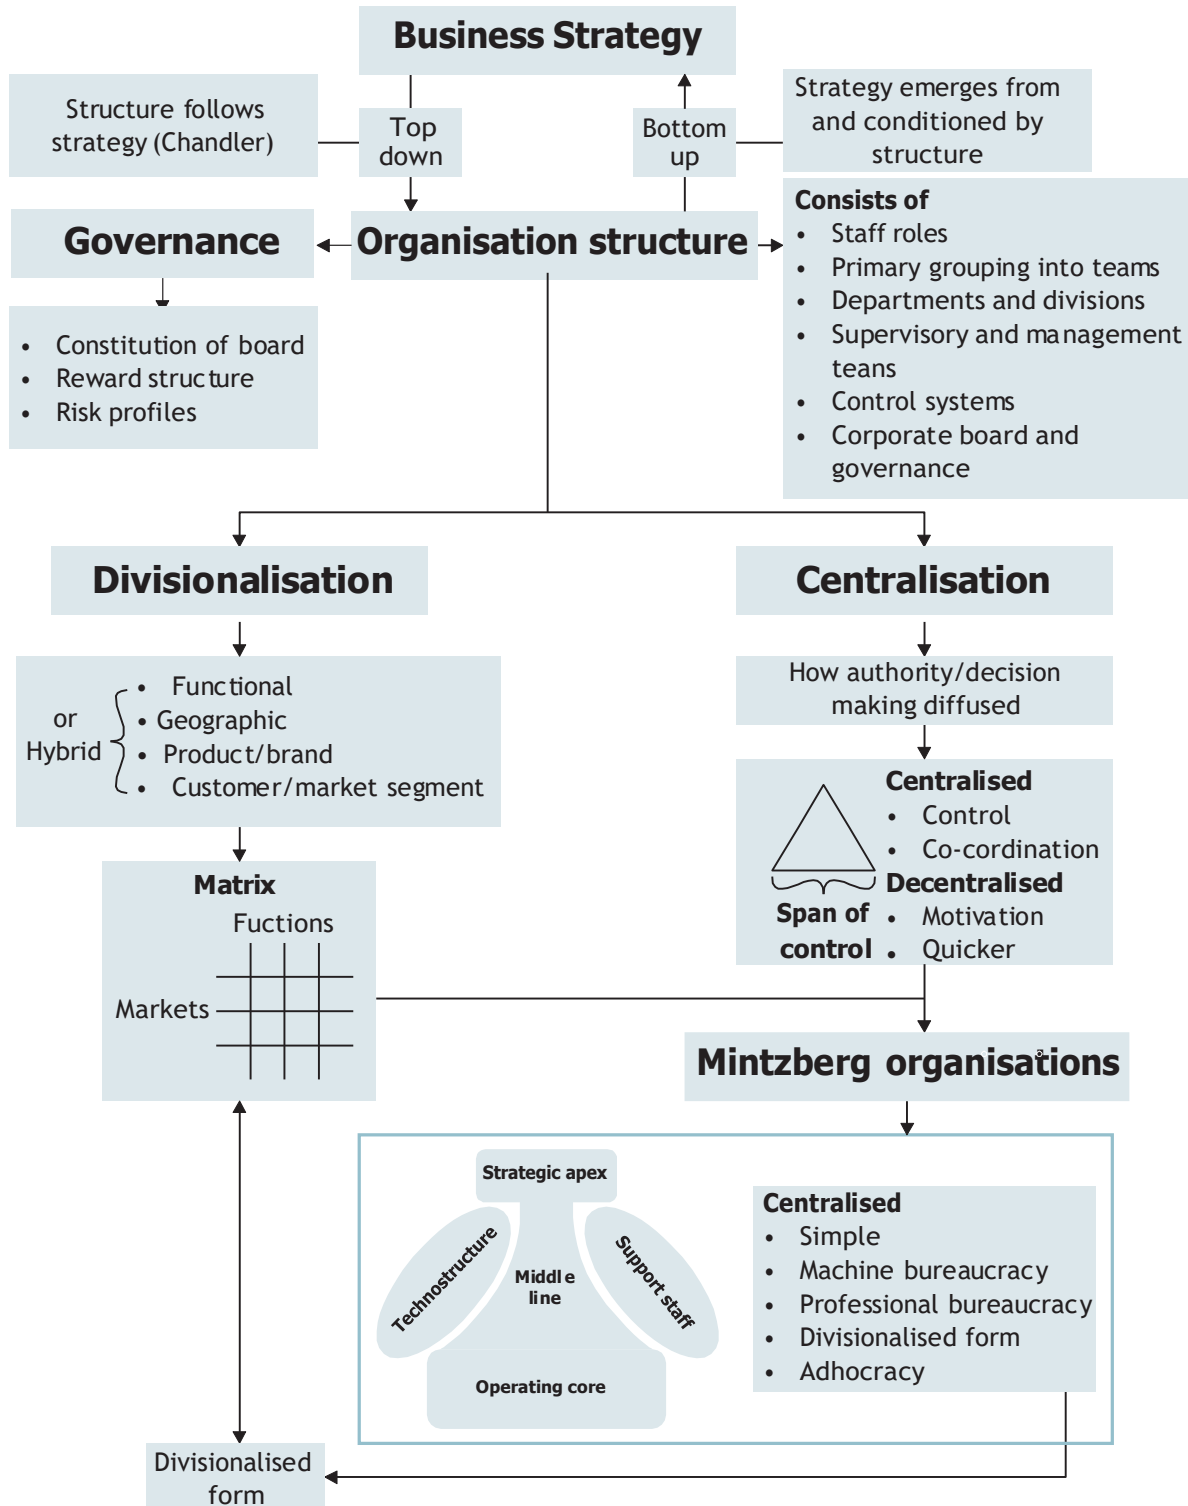 Business Strategy
Structure follows
strategy (Chandler)
Top
down
Bottom
up
Strategy emerges from
and conditioned by
structure
Governance
Organisation structure
Consists of
• Staff roles
• Primary grouping into teams
• Departments and divisions
• Supervisory and management
teans
• Control systems
• Corporate board and
governance
• Constitution of board
• Reward structure
• Risk profiles
Divisionalisation
Centralisation
or
Hybrid
• Functional
• Geographic
• Product/brand
• Customer/market segment
How authority/decision
making diffused
Centralised
• Control
• Co-cordination
Decentralised
• Motivation
• Quicker
Span of
control
Matrix
Fuctions
Markets
Mintzberg organisations
Strategic apex
Technostructure
Middle
line
Support staff
Operating core
Centralised
• Simple
• Machine bureaucracy
• Professional bureaucracy
• Divisionalised form
• Adhocracy
Divisionalised
form